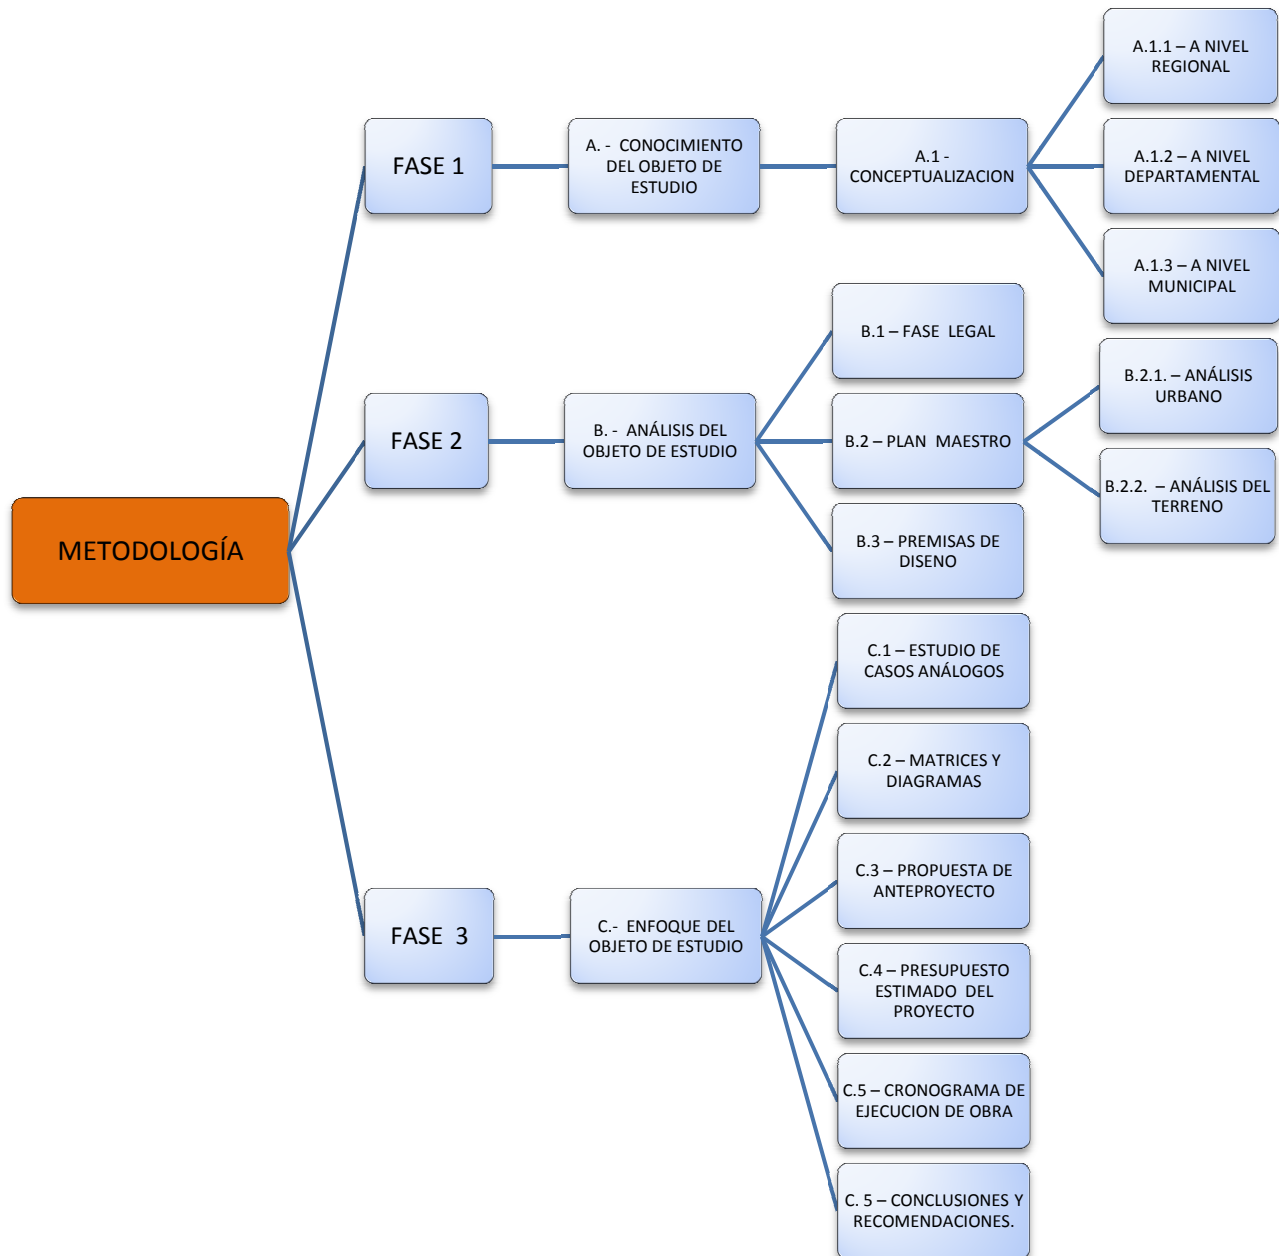 METODOLOGÍA
FASE 1
A. - CONOCIMIENTO
DEL OBJETO DE
ESTUDIO
A.1 -
CONCEPTUALIZACION
A.1.1 – A NIVEL
REGIONAL
A.1.2 – A NIVEL
DEPARTAMENTAL
A.1.3 – A NIVEL
MUNICIPAL
FASE 2
B. - ANÁLISIS DEL
OBJETO DE ESTUDIO
B.1 – FASE LEGAL
B.2 – PLAN MAESTRO
B.2.1. – ANÁLISIS
URBANO
B.2.2. – ANÁLISIS DEL
TERRENO
B.3 – PREMISAS DE
DISENO
FASE 3
C.- ENFOQUE DEL
OBJETO DE ESTUDIO
C.1 – ESTUDIO DE
CASOS ANÁLOGOS
C.2 – MATRICES Y
DIAGRAMAS
C.3 – PROPUESTA DE
ANTEPROYECTO
C.4 – PRESUPUESTO
ESTIMADO DEL
PROYECTO
C.5 – CRONOGRAMA DE
EJECUCION DE OBRA
C. 5 – CONCLUSIONES Y
RECOMENDACIONES.